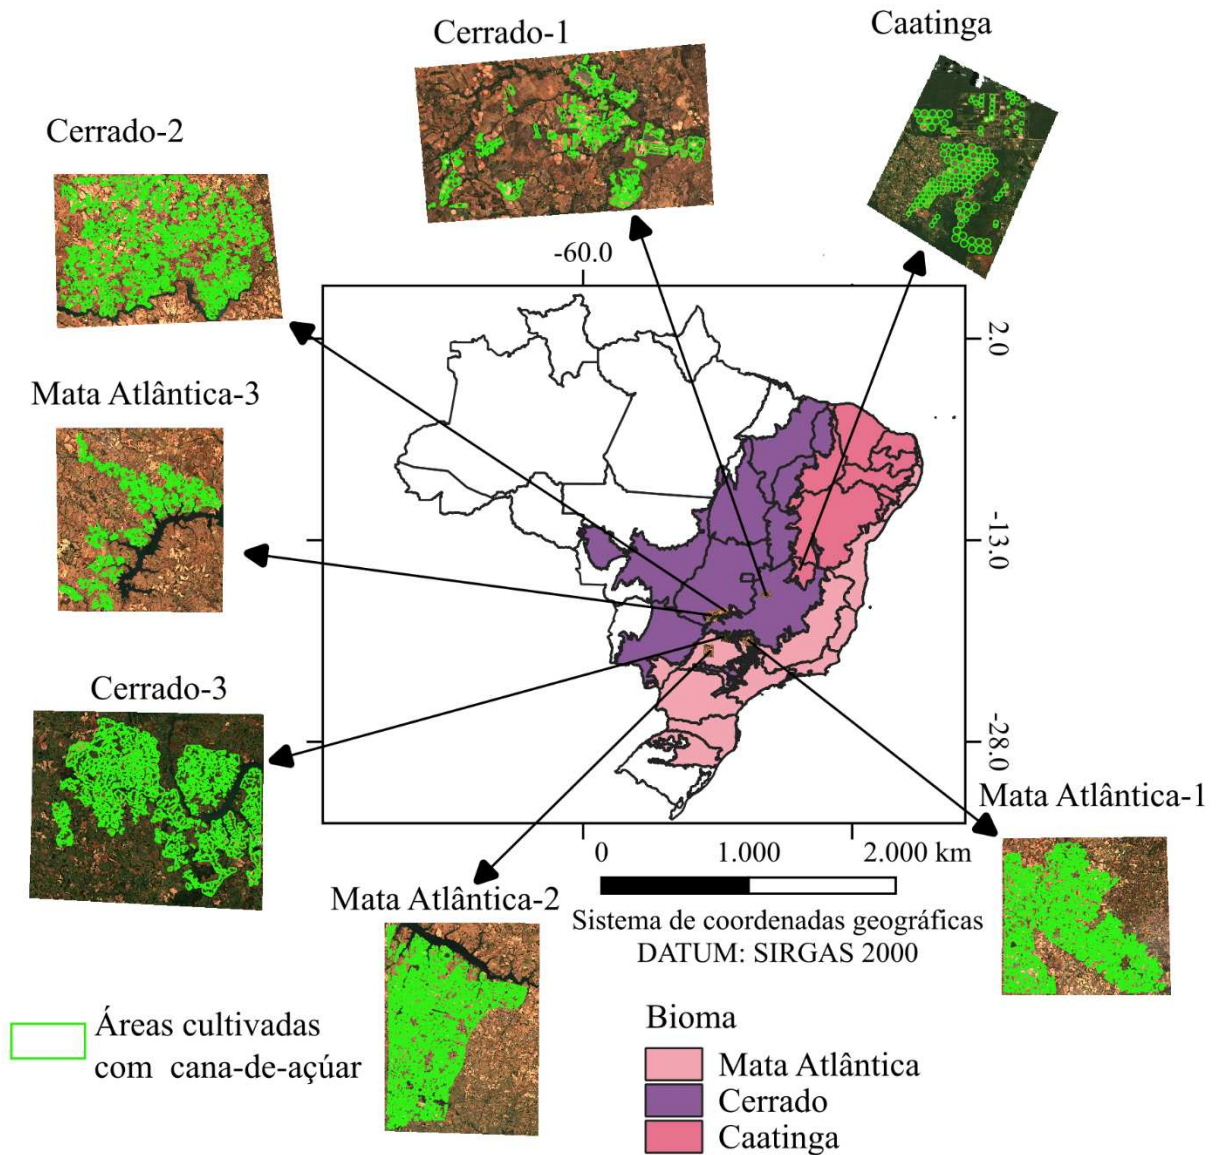 Cerrado-1
Caatinga
Cerrado-2
-60.0
2.0
Mata Atlântica-3
-13.0
Cerrado-3
-28.0
Mata Atlântica-1
0 1.000 2.000 km
Mata Atlântica-2
Sistema de coordenadas geográficas
DATUM: SIRGAS 2000
Áreas cultivadas
com cana-de-açúar
Bioma
Mata Atlântica
Cerrado
Caatinga